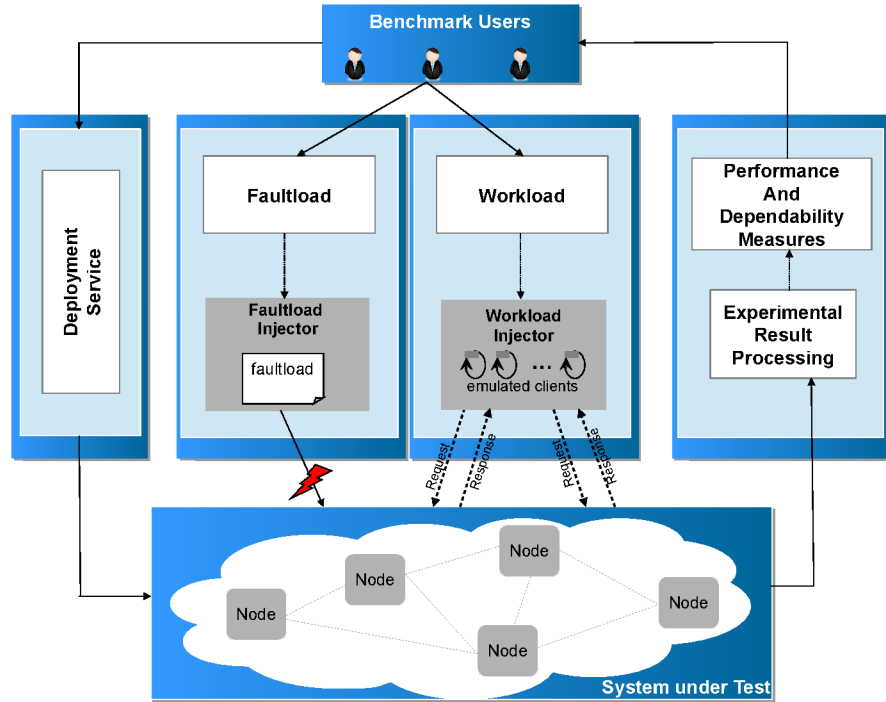 Benchmark Users
Deployment
Service
Faultload
Faultload
Injector
faultload
Workload
Workload
Injector
...
emulated clients
Performance
And
Dependability
Measures
Experimental
Result
Processing
Request
Response
Request
Response
Node
Node
Node
Node
Node
System under Test